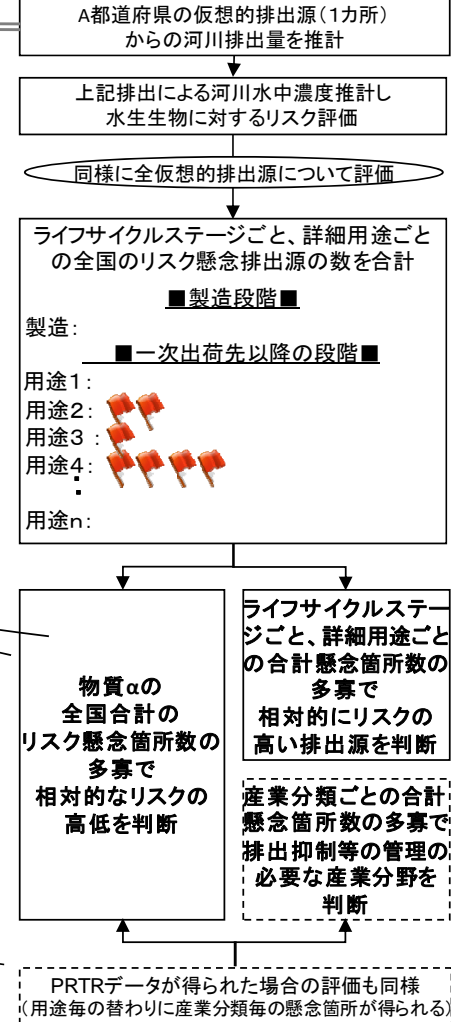 A都道府県の仮想的排出源(1カ所)
からの河川排出量を推計
上記排出による河川水中濃度推計し
水生生物に対するリスク評価
同様に全仮想的排出源について評価
ライフサイクルステージごと、詳細用途ごと
の全国のリスク懸念排出源の数を合計
■製造段階■
製造:
■一次出荷先以降の段階■
用途1:
用途2:
用途3 :
用途4:
用途n:
物質αの
全国合計の
リスク懸念箇所数の
多寡で
相対的なリスクの
高低を判断
ライフサイクルステー
ジごと、詳細用途ごと
の合計懸念箇所数の
多寡で
相対的にリスクの
高い排出源を判断
産業分類ごとの合計
懸念箇所数の多寡で
排出抑制等の管理の
必要な産業分野を
判断
PRTRデータが得られた場合の評価も同様
(用途毎の替わりに産業分類毎の懸念箇所が得られる)